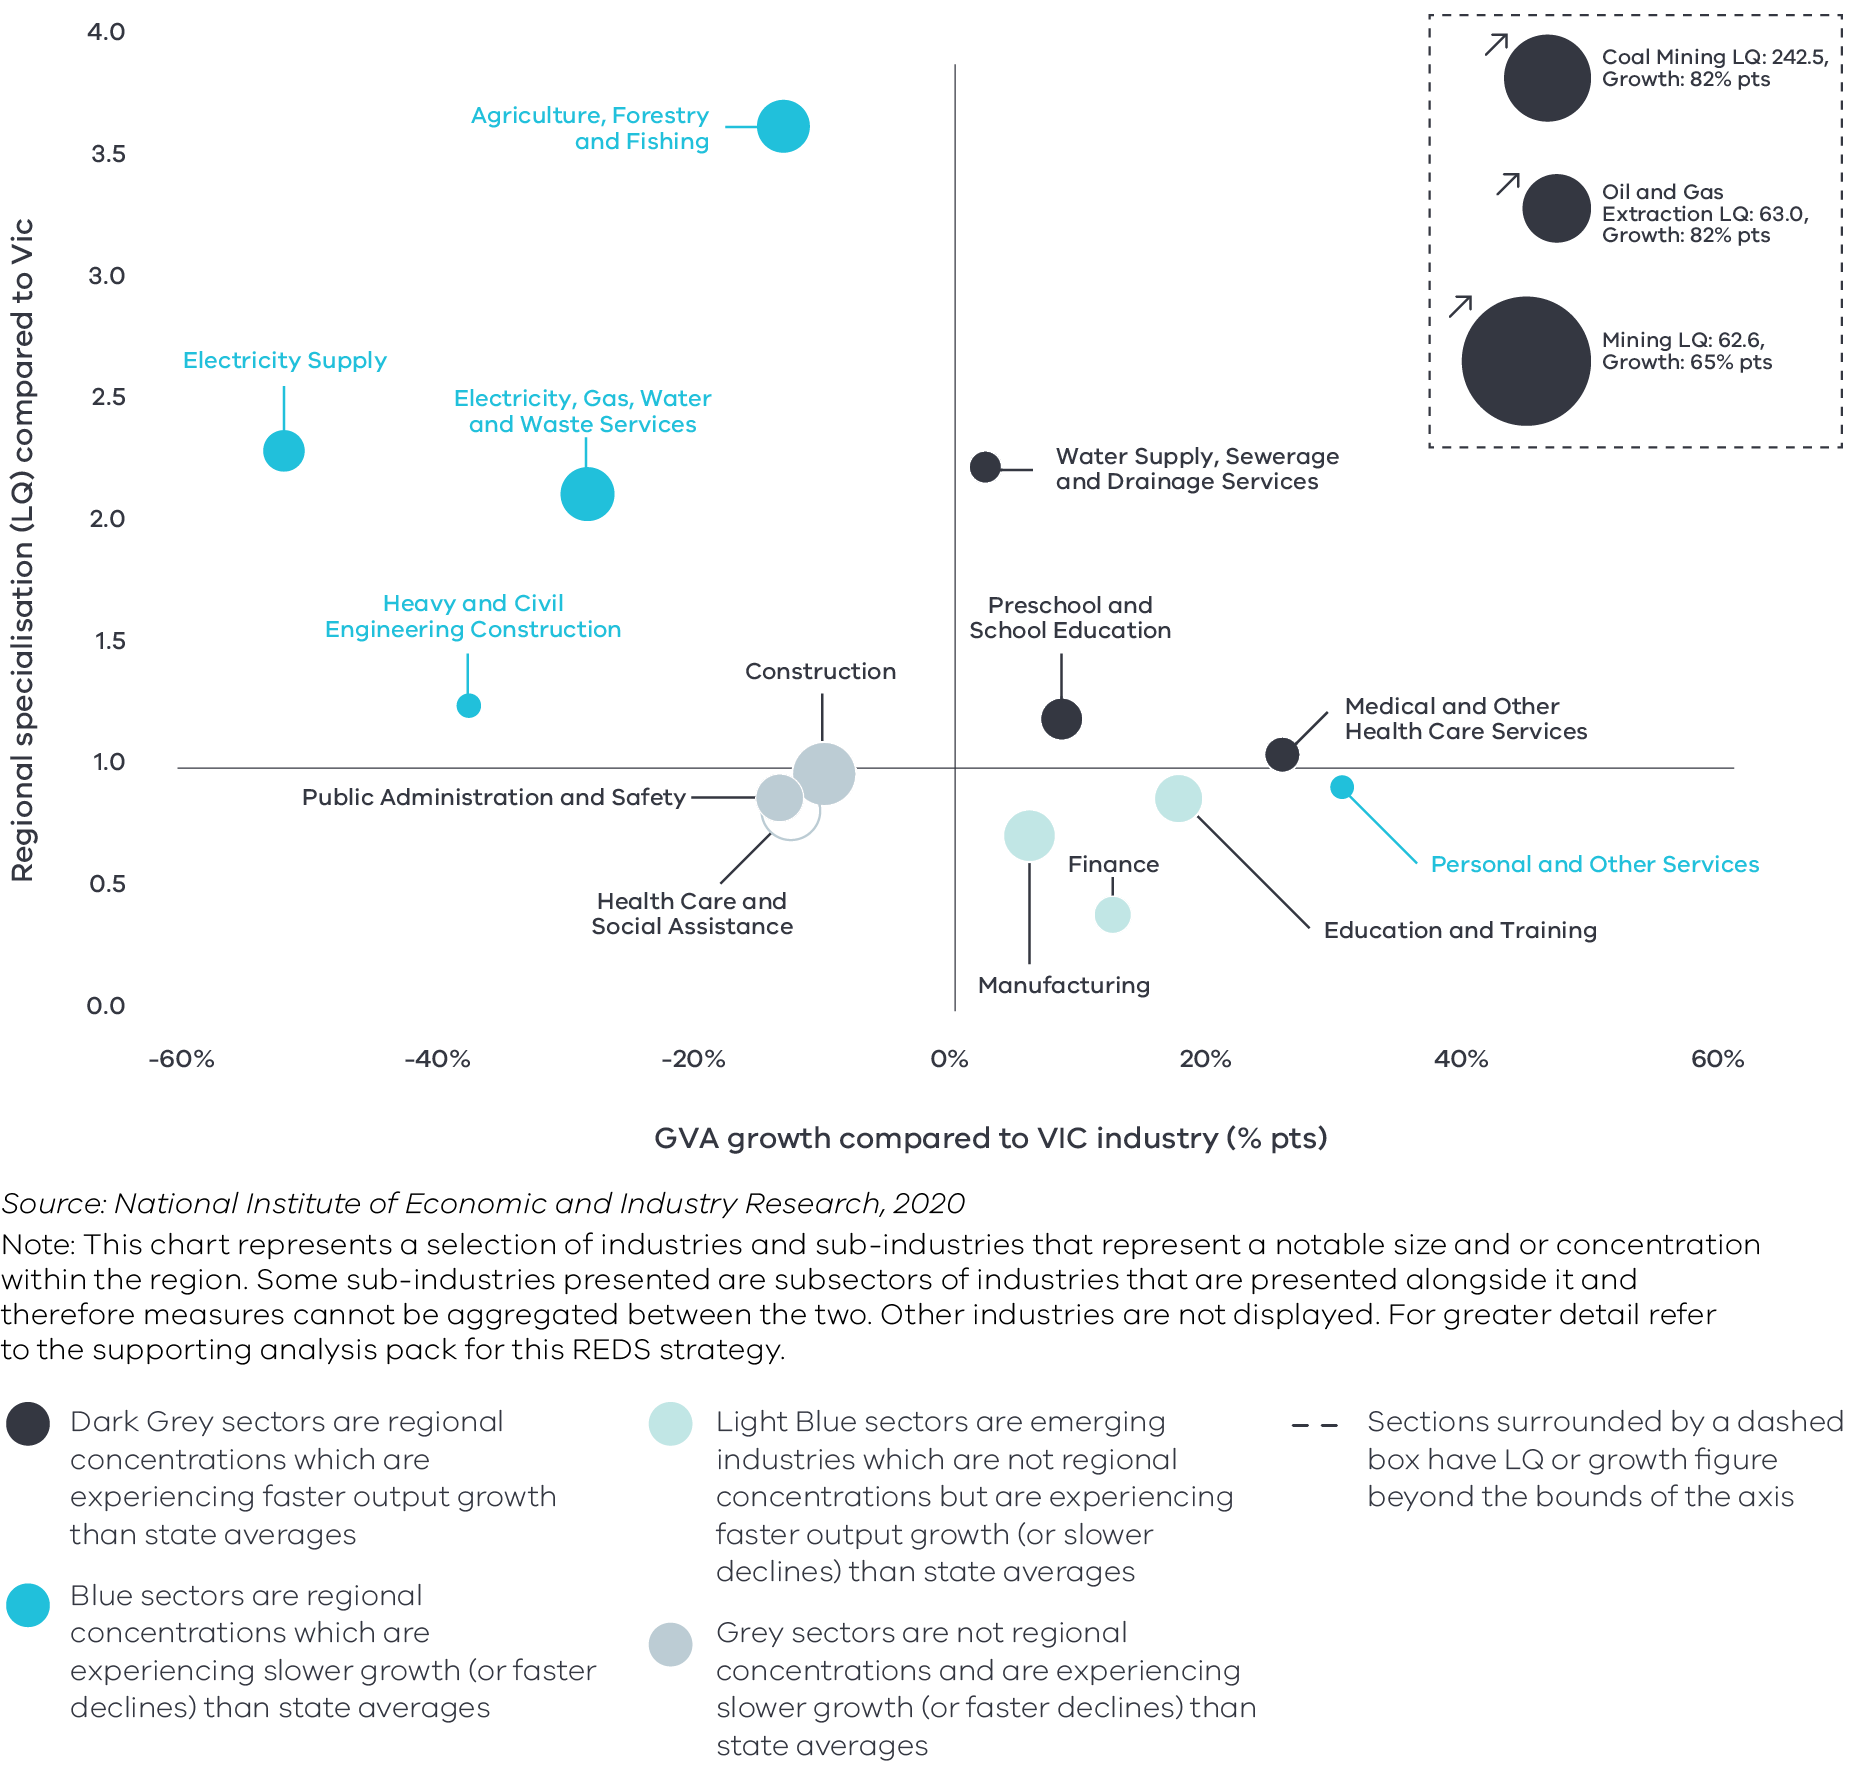 4.0
3.5
3.0
2.5
2.0
1.5
1.0
0.5
0.0
Regional specialisation (LQ) compared to Vic
Agriculture, Forestry
and Fishing
Coal Mining LQ: 242.5,
Growth: 82% pts
Oil and Gas
Extraction LQ: 63.0,
Growth: 82% pts
Mining LQ: 62.6,
Growth: 65% pts
Electricity Supply
Electricity, Gas, Water
and Waste Services
Water Supply, Sewerage
and Drainage Services
Heavy and Civil
Engineering Construction
Preschool and
School Education
Construction
Medical and Other
Health Care Services
Public Administration and Safety
Finance
Personal and Other Services
Health Care and
Social Assistance
Education and Training
Manufacturing
-60%
-40%
-20%
0%
20%
40%
60%
GVA growth compared to VIC industry (% pts)
Source: National Institute of Economic and Industry Research, 2020
Note: This chart represents a selection of industries and sub-industries that represent a notable size and or concentration
within the region. Some sub-industries presented are subsectors of industries that are presented alongside it and
therefore measures cannot be aggregated between the two. Other industries are not displayed. For greater detail refer
to the supporting analysis pack for this REDS strategy.
Dark Grey sectors are regional
concentrations which are
experiencing faster output growth
than state averages
Blue sectors are regional
concentrations which are
experiencing slower growth (or faster
declines) than state averages
Light Blue sectors are emerging
industries which are not regional
concentrations but are experiencing
faster output growth (or slower
declines) than state averages
Grey sectors are not regional
concentrations and are experiencing
slower growth (or faster declines) than
state averages
Sections surrounded by a dashed
box have LQ or growth figure
beyond the bounds of the axis